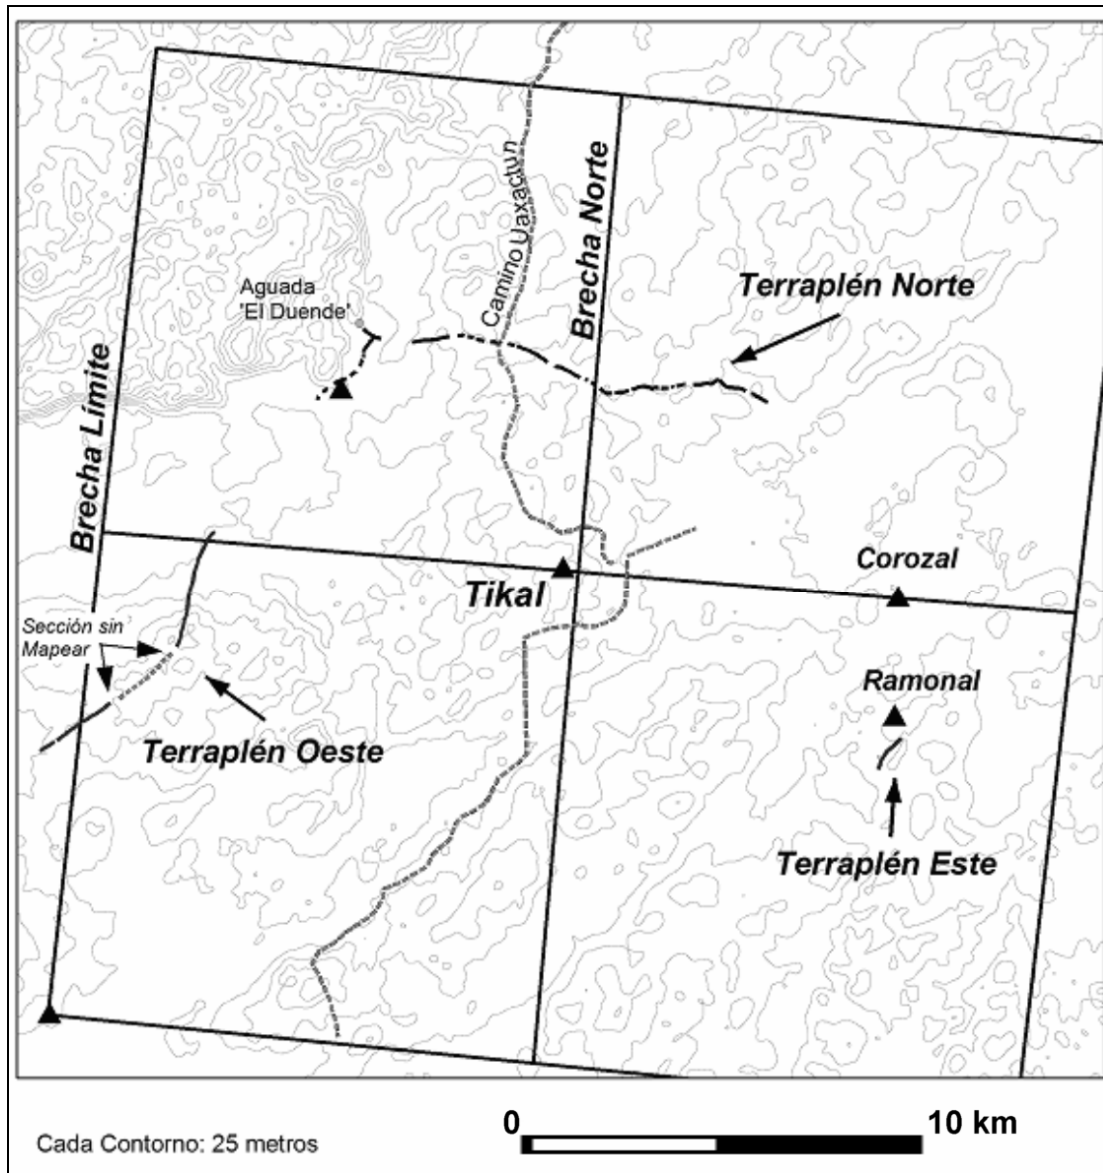 Camino Uaxactun
Brecha Norte
Aguada
'El Duende'
Terraplén Norte
Brecha Límite
Corozal
Tikal
Sección sin
Mapear
Ramonal
Terraplén Oeste
Terraplén Este
0
10 km
Cada Contorno: 25 metros